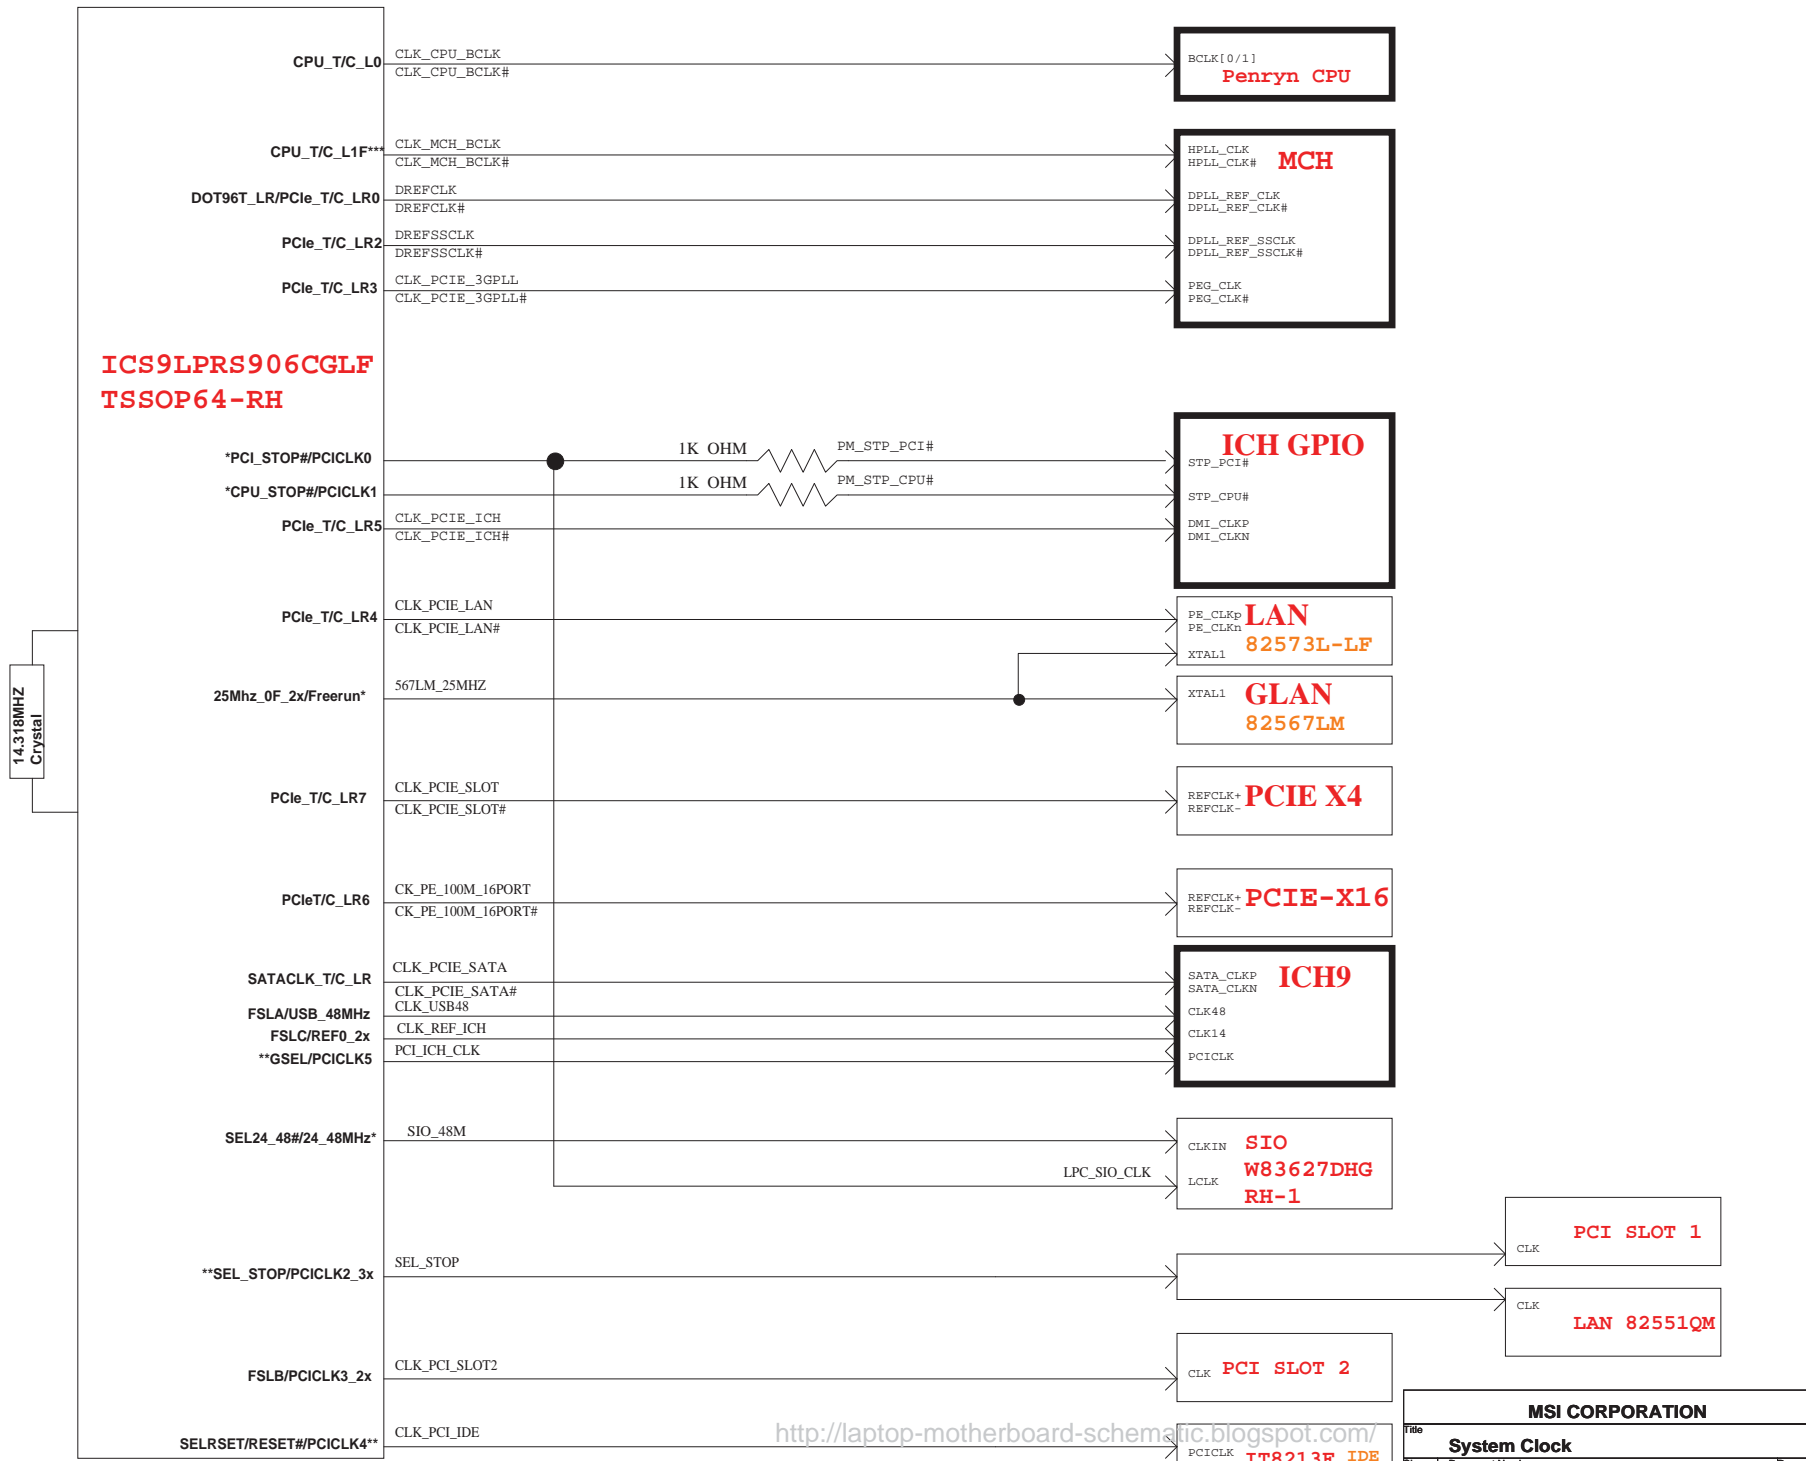 CPU_T/C_L0
CLK_CPU_BCLK
CLK_CPU_BCLK#
BCLK[0/1]
Penryn CPU
CPU_T/C_L1F***
CLK_MCH_BCLK
CLK_MCH_BCLK#
HPLL_CLK
HPLL_CLK#
MCH
DOT96T_LR/PCIe_T/C_LR0
DREFCLK
DREFCLK#
DPLL_REF_CLK
DPLL_REF_CLK#
PCIe_T/C_LR2
DREFSSCLK
DREFSSCLK#
DPLL_REF_SSCLK
DPLL_REF_SSCLK#
PCIe_T/C_LR3
CLK_PCIE_3GPLL
CLK_PCIE_3GPLL#
PEG_CLK
PEG_CLK#
ICS9LPRS906CGLF
TSSOP64-RH
*PCI_STOP#/PCICLK0
1K OHM
PM_STP_PCI#
ICH GPIO
STP_PCI#
*CPU_STOP#/PCICLK1
1K OHM
PM_STP_CPU#
STP_CPU#
PCIe_T/C_LR5
CLK_PCIE_ICH
CLK_PCIE_ICH#
DMI_CLKP
DMI_CLKN
PCIe_T/C_LR4
CLK_PCIE_LAN
CLK_PCIE_LAN#
PE_CLKp
PE_CLKn
LAN
82573L-LF
XTAL1
14.318MHZ
Crystal
25Mhz_0F_2x/Freerun*
567LM_25MHZ
XTAL1
GLAN
82567LM
PCIe_T/C_LR7
CLK_PCIE_SLOT
CLK_PCIE_SLOT#
REFCLK+
REFCLK-
PCIE X4
PCIeT/C_LR6
CK_PE_100M_16PORT
CK_PE_100M_16PORT#
REFCLK+
REFCLK-
PCIE-X16
SATACLK_T/C_LR
CLK_PCIE_SATA
CLK_PCIE_SATA#
SATA_CLKP
SATA_CLKN
ICH9
FSLA/USB_48MHz
CLK_USB48
CLK48
FSLC/REF0_2x
CLK_REF_ICH
CLK14
**GSEL/PCICLK5
PCI_ICH_CLK
PCICLK
SEL24_48#/24_48MHz*
SIO_48M
CLKIN
SIO
W83627DHG
RH-1
LPC_SIO_CLK
LCLK
PCI SLOT 1
CLK
**SEL_STOP/PCICLK2_3x
SEL_STOP
CLK
LAN 82551QM
FSLB/PCICLK3_2x
CLK_PCI_SLOT2
CLK
PCI SLOT 2
SELRSET/RESET#/PCICLK4**
CLK_PCI_IDE
PCICLK
IT8213F IDE
http://laptop-motherboard-schematic.blogspot.com/
MSI CORPORATION
Title
System Clock